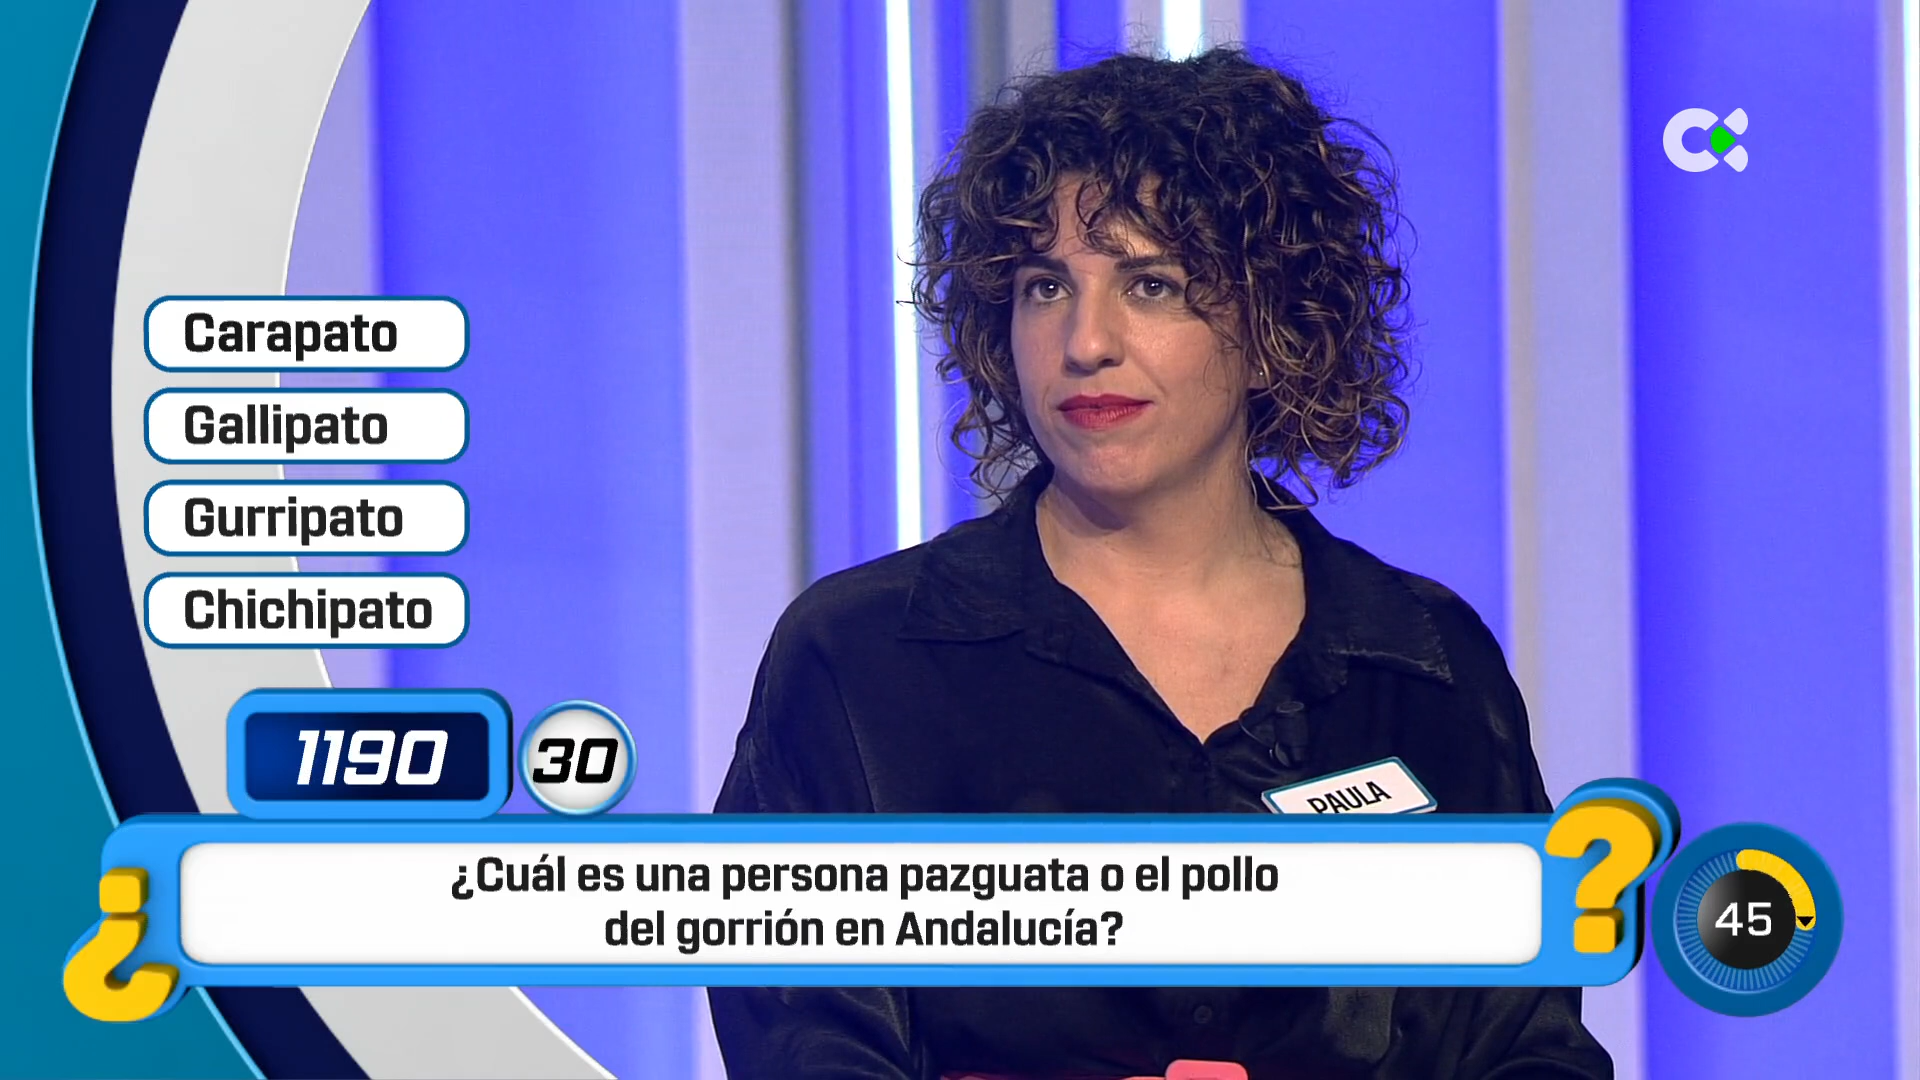 Carapato
Gallipato
Gurripato
Chichipato
1190
30
PAULA
¿Cuál es una persona pazguata o el pollo
del gorrión en Andalucía?
45